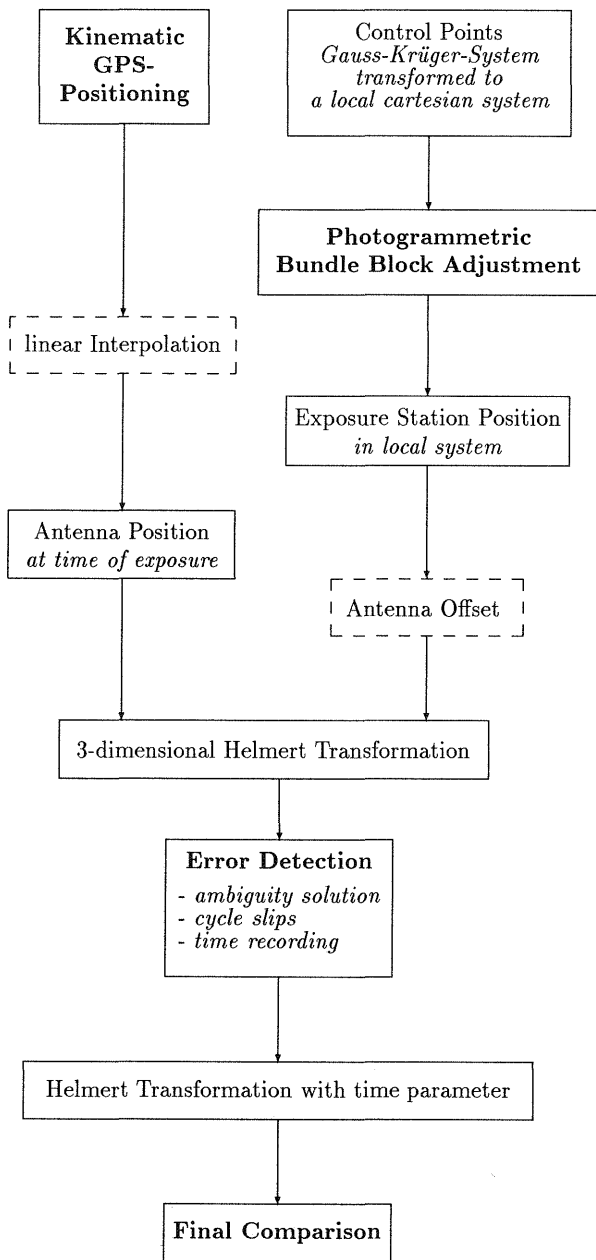 Kinematic
GPS-
Positioning
Control Points
Gauss-Krüger-System
transformed to
a local cartesian system
Photogrammetric
Bundle Block Adjustment
linear Interpolation
Exposure Station Position
in local system
Antenna Position
at time of exposure
Antenna Offset
3-dimensional Helmert Transformation
Error Detection
- ambiguity solution
- cycle slips
- time recording
Helmert Transformation with time parameter
Final Comparison